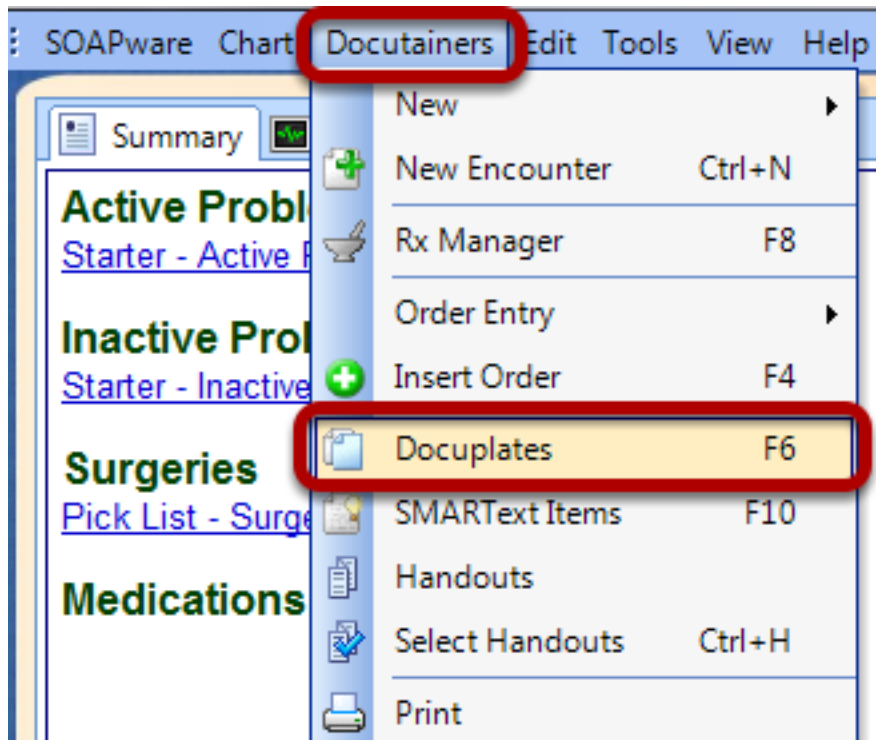 SOAPware Chart Docutainers Edit Tools View Help
Summary
New
New Encounter Ctrl+N
Rx Manager F8
Order Entry
Insert Order F4
Docuplates F6
SMARText Items F10
Handouts
Select Handouts Ctrl+H
Print
Active Probl
Starter - Active
Inactive Pro
Starter - Inactive
Surgeries
Pick List - Surge
Medications